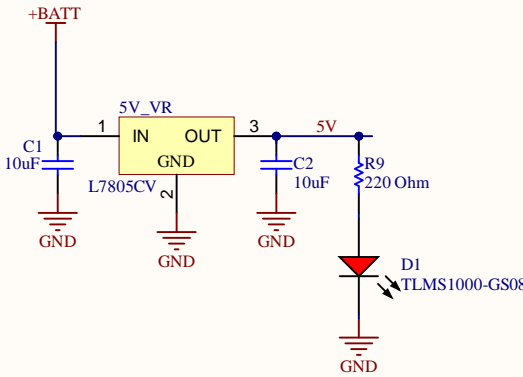 +BATT
5V_VR
1
IN
OUT
3
5V
C1
10uF
GND
L7805CV
2
C2
10uF
R9
220 Ohm
GND
GND
GND
D1
TLMS1000-GS08
GND